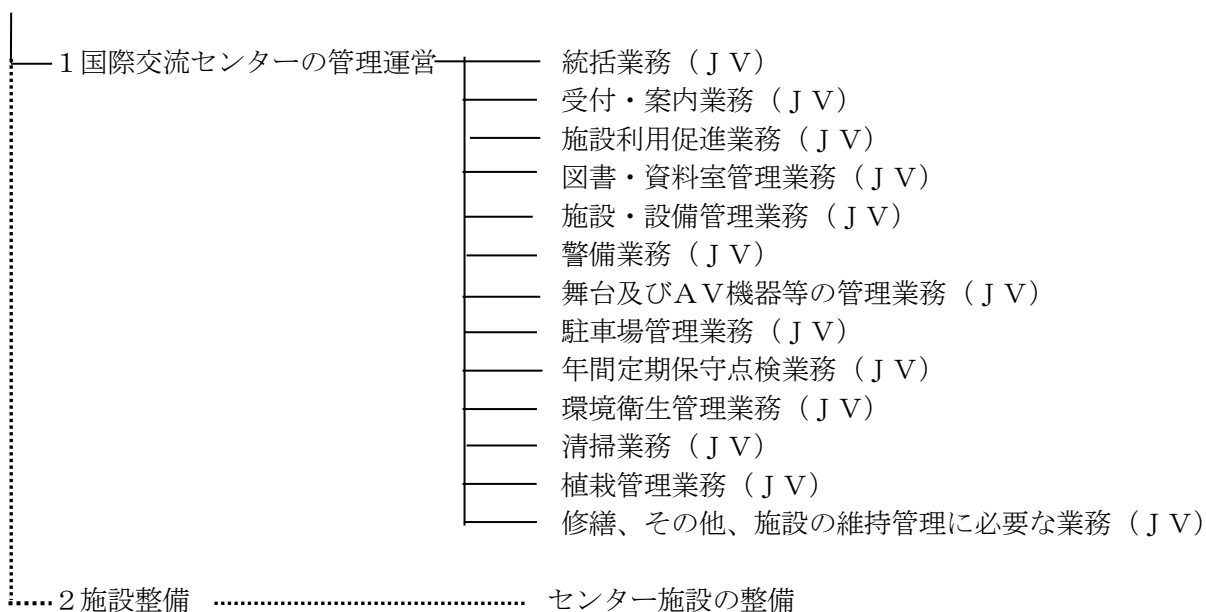 1国際交流センターの管理運営 統括業務（ＪＶ）
受付・案内業務（ＪＶ）
施設利用促進業務（ＪＶ）
図書・資料室管理業務（ＪＶ）
施設・設備管理業務（ＪＶ）
警備業務（ＪＶ）
舞台及びＡＶ機器等の管理業務（ＪＶ）
駐車場管理業務（ＪＶ）
年間定期保守点検業務（ＪＶ）
環境衛生管理業務（ＪＶ）
清掃業務（ＪＶ）
植栽管理業務（ＪＶ）
修繕、その他、施設の維持管理に必要な業務（ＪＶ）
2施設整備 センター施設の整備